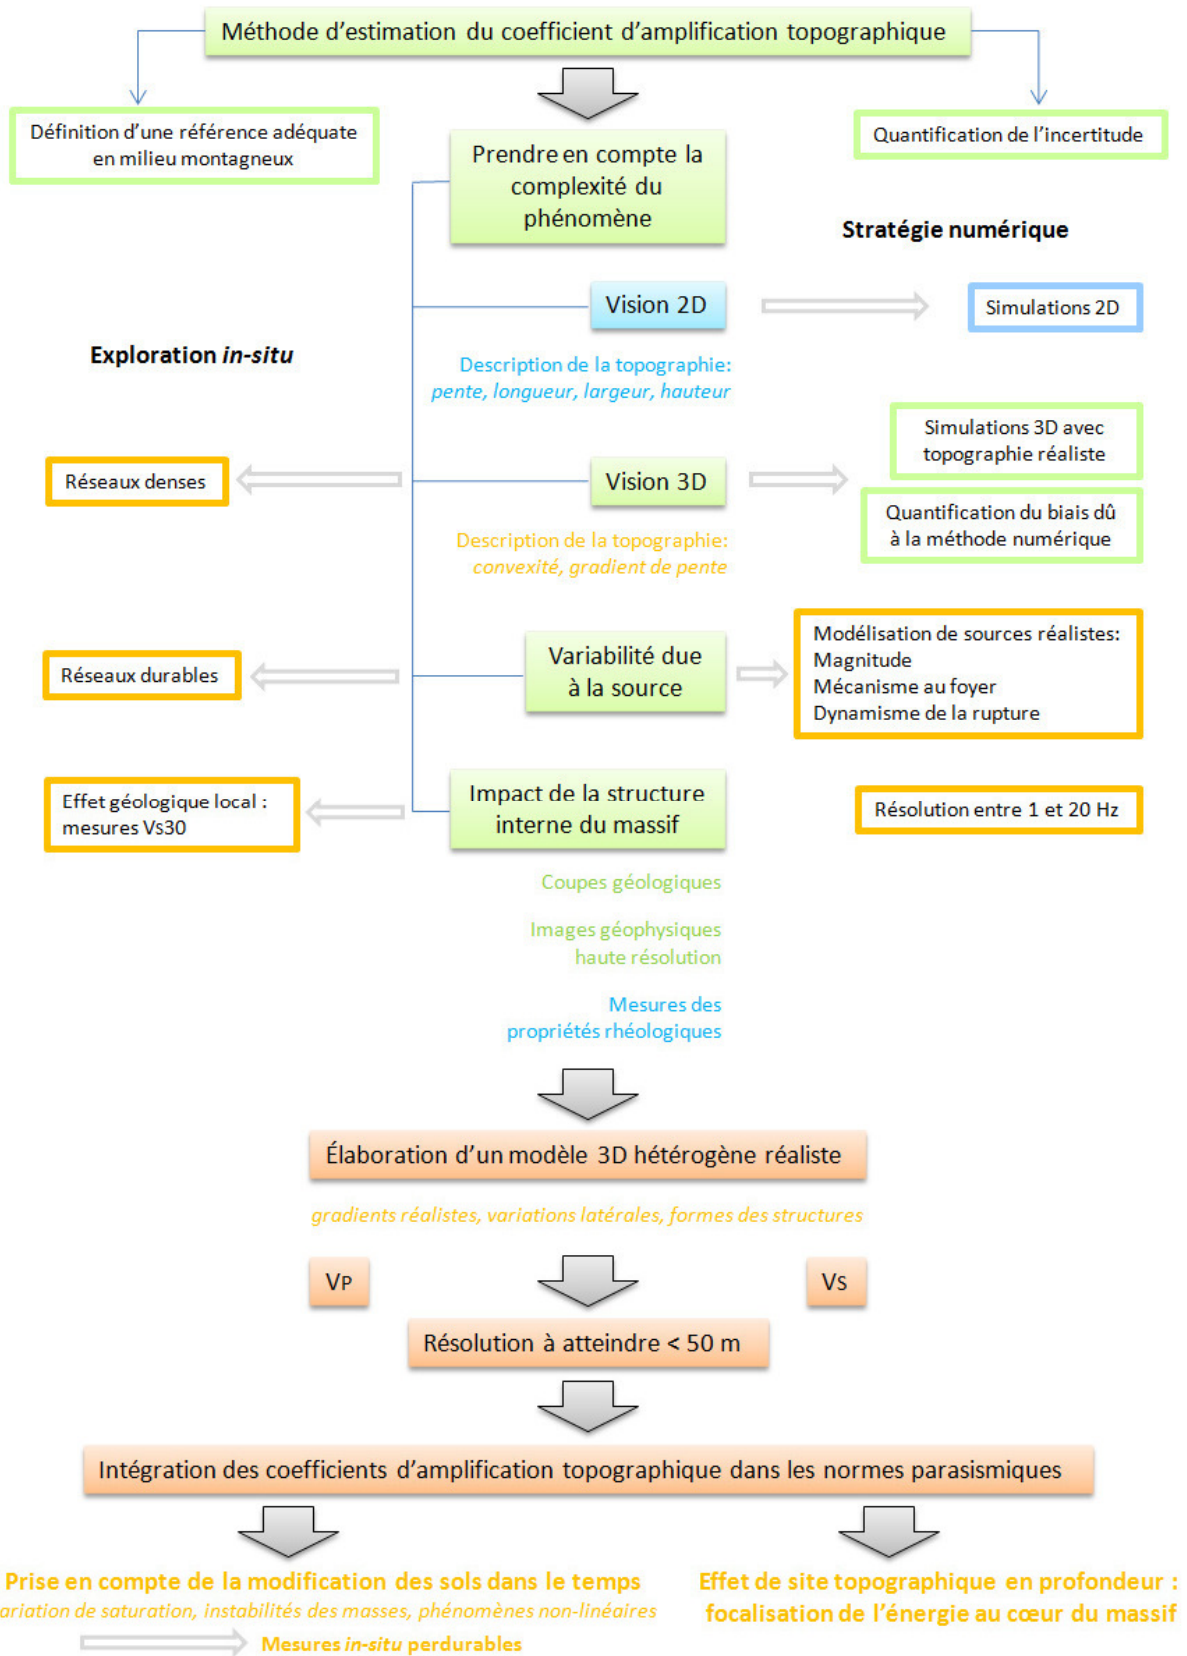 Méthode d'estimation du coefficient d'amplification topographique
Définition d'une référence adéquate
en milieu montagneux
Quantification de l'incertitude
Prendre en compte la
complexité du
phénomène
Stratégie numérique
Vision 2D
Simulations 2D
Exploration in-situ
Description de la topographie:
pente, longueur, largeur, hauteur
Simulations 3D avec
topographie réaliste
Réseaux denses
Vision 3D
Quantification du biais dû
à la méthode numérique
Description de la topographie:
convexité, gradient de pente
Modélisation de sources réalistes:
Magnitude
Mécanisme au foyer
Dynamisme de la rupture
Variabilité due
à la source
Réseaux durables
Impact de la structure
interne du massif
Effet géologique local :
mesures Vs30
Résolution entre 1 et 20 Hz
Coupes géologiques
Images géophysiques
haute résolution
Mesures des
propriétés rhéologiques
Élaboration d'un modèle 3D hétérogène réaliste
gradients réalistes, variations latérales, formes des structures
VP
VS
Résolution à atteindre < 50 m
Intégration des coefficients d'amplification topographique dans les normes parasismiques
Prise en compte de la modification des sols dans le temps
ariation de saturation, instabilités des masses, phénomènes non-linéaires
Mesures in-situ perdurables
Effet de site topographique en profondeur :
focalisation de l'énergie au cœur du massif